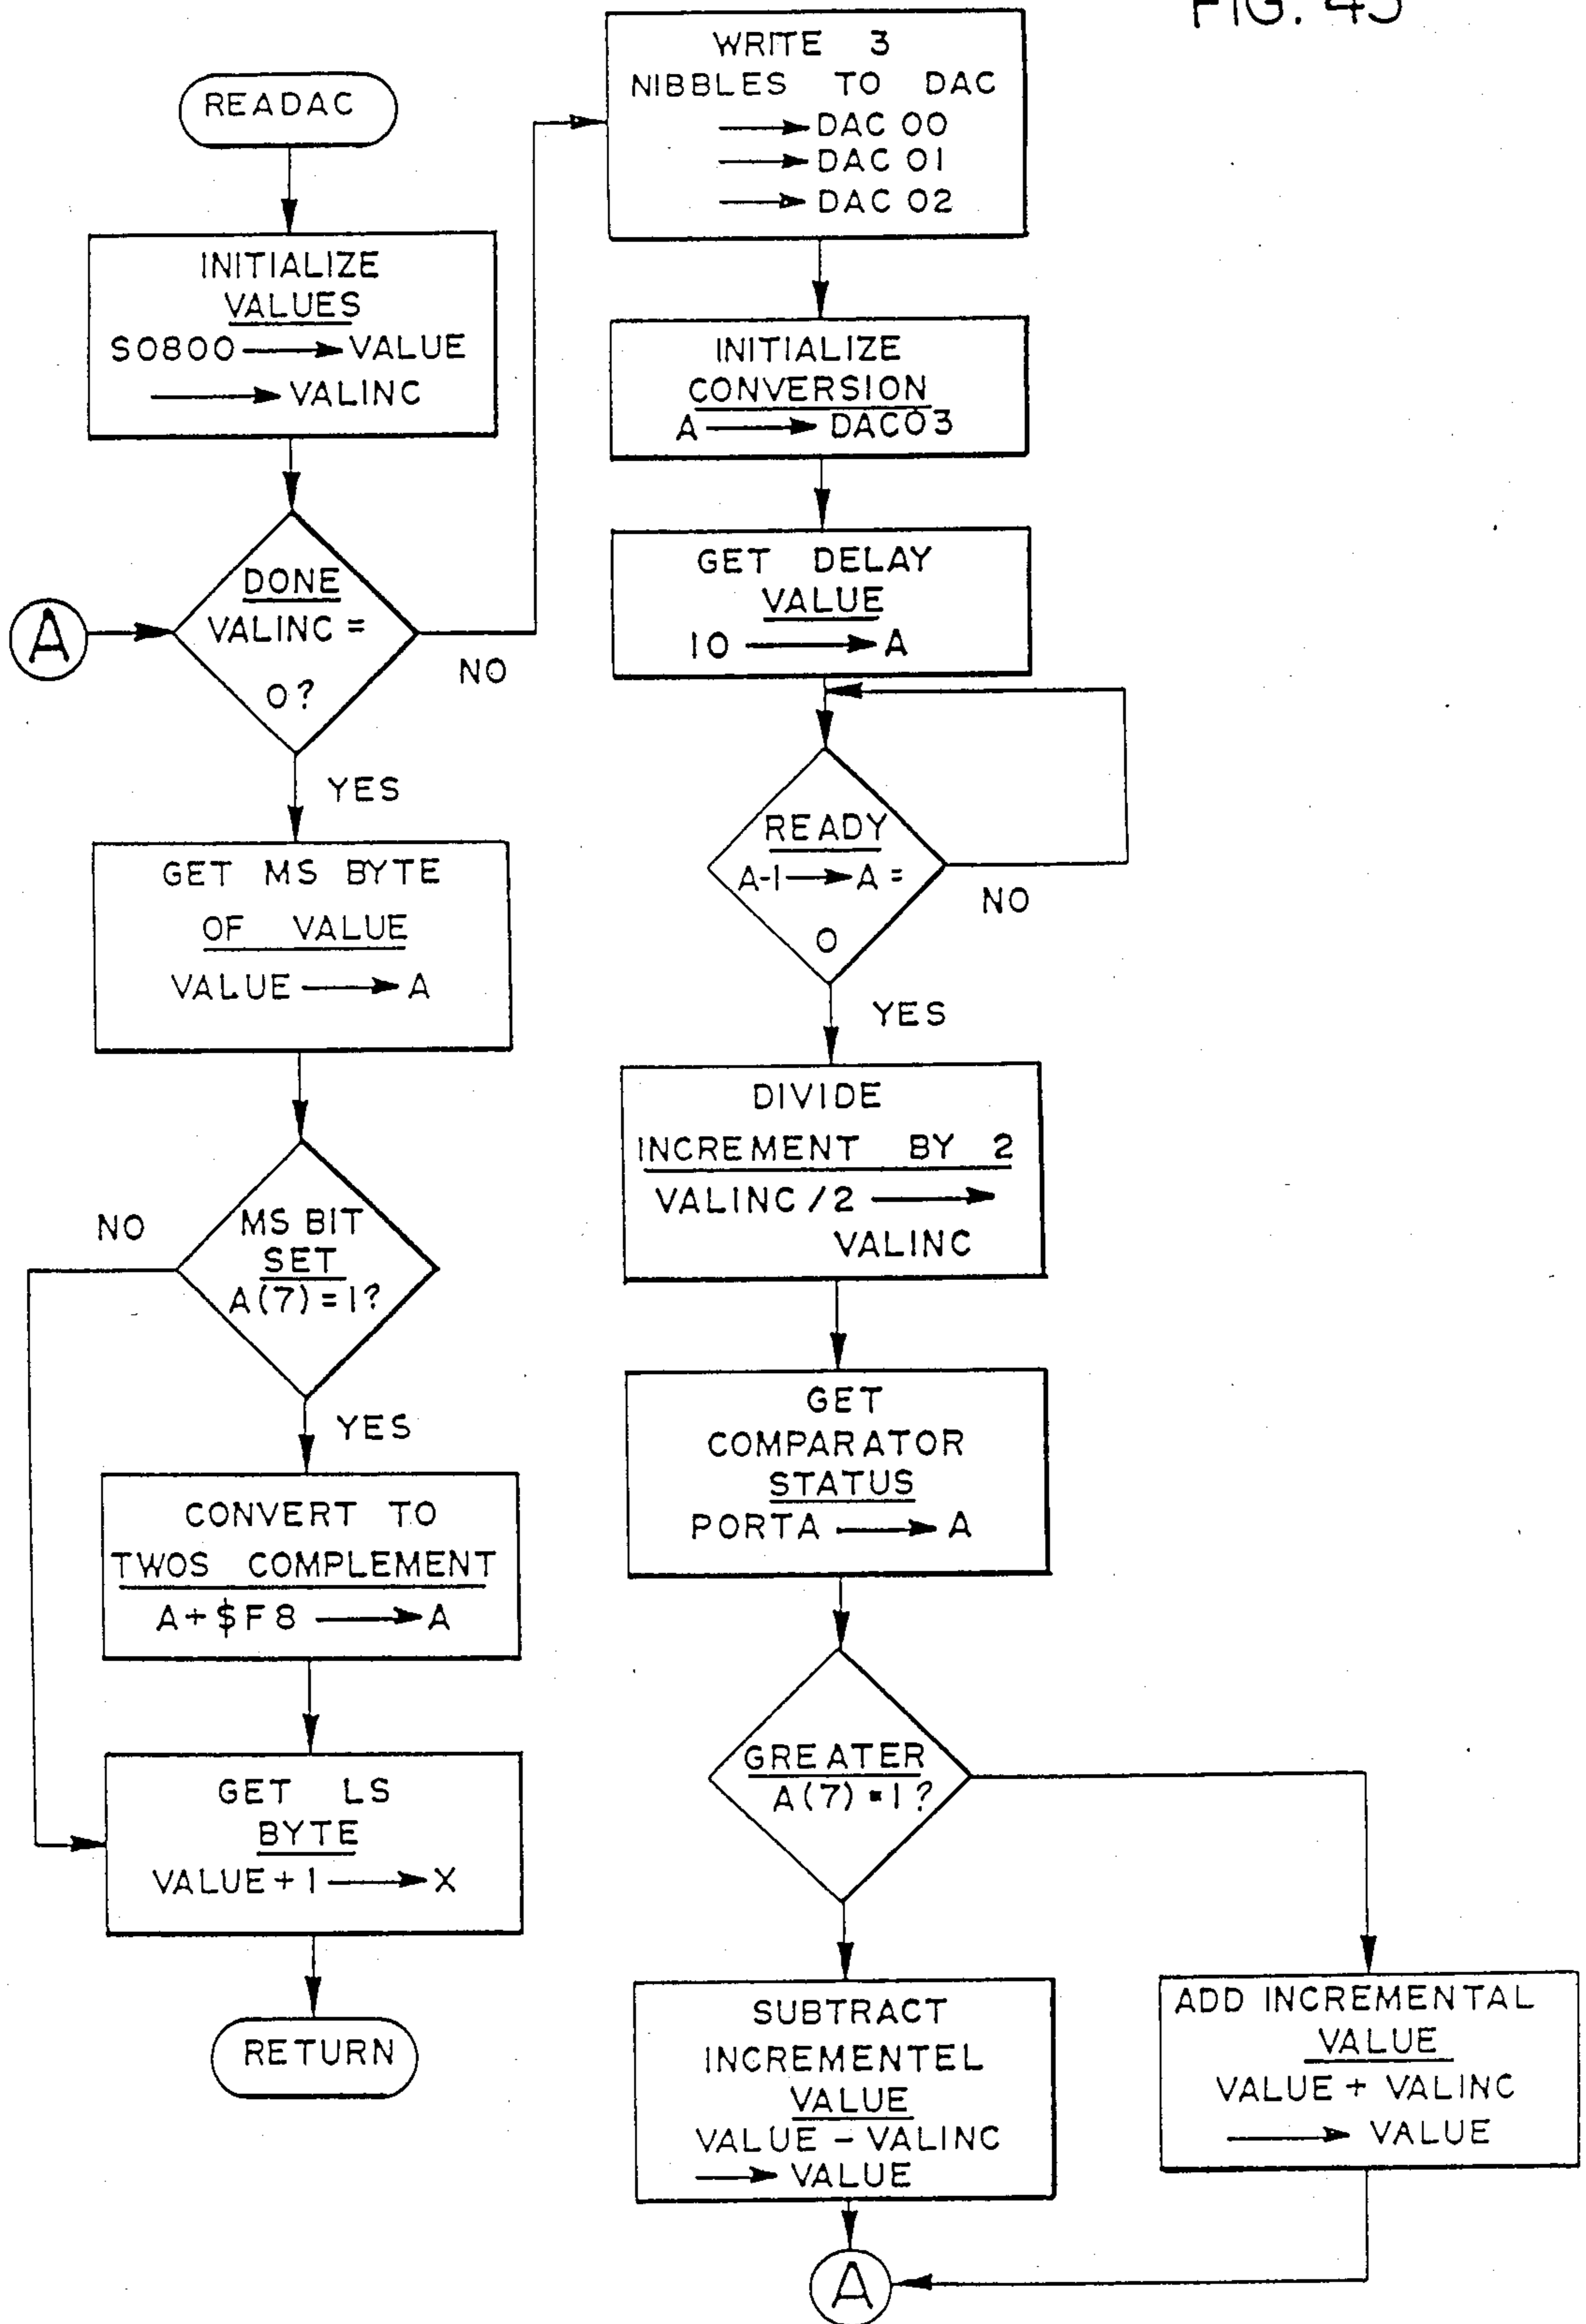 FIG. 45
READAC
INITIALIZE
VALUES
S0800 → VALUE
→ VALINC
DONE
VALINC =
0?
A
NO
YES
GET MS BYTE
OF VALUE
VALUE → A
MS BIT
SET
A(7)=1?
NO
YES
CONVERT TO
TWOS COMPLEMENT
A+$F8 → A
GET LS
BYTE
VALUE+1 → X
RETURN
WRITE 3
NIBBLES TO DAC
→ DAC 00
→ DAC 01
→ DAC 02
INITIALIZE
CONVERSION
A → DAC03
GET DELAY
VALUE
10 → A
READY
A-1 → A =
0
NO
YES
DIVIDE
INCREMENT BY 2
VALINC/2 →
VALINC
GET
COMPARATOR
STATUS
PORTA → A
GREATER
A(7)=1?
SUBTRACT
INCREMENTEL
VALUE
VALUE - VALINC
→ VALUE
ADD INCREMENTAL
VALUE
VALUE + VALINC
→ VALUE
A